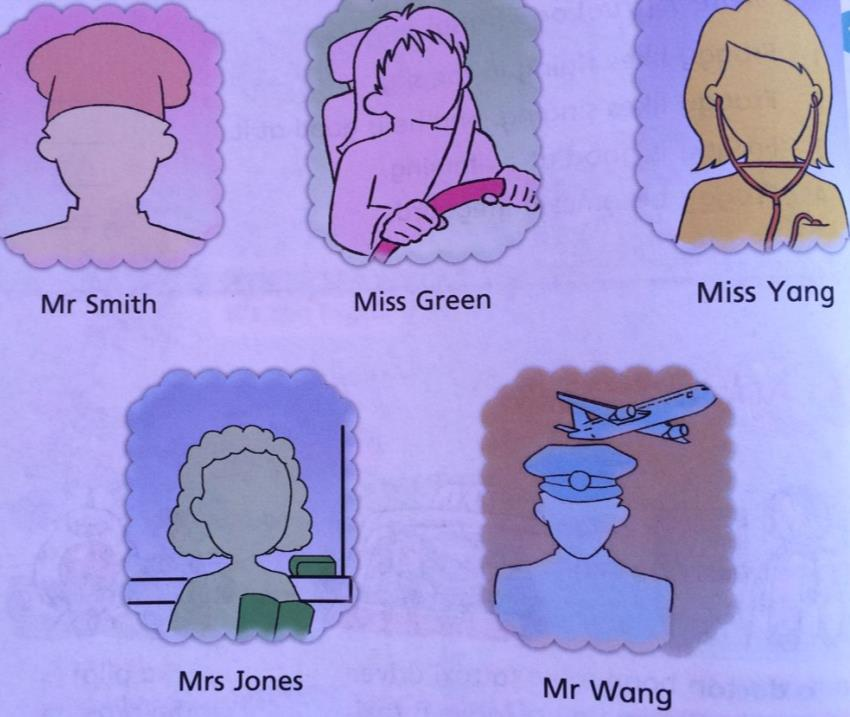 Mr Smith
Miss Green
Miss Yang
Mrs Jones
Mr Wang